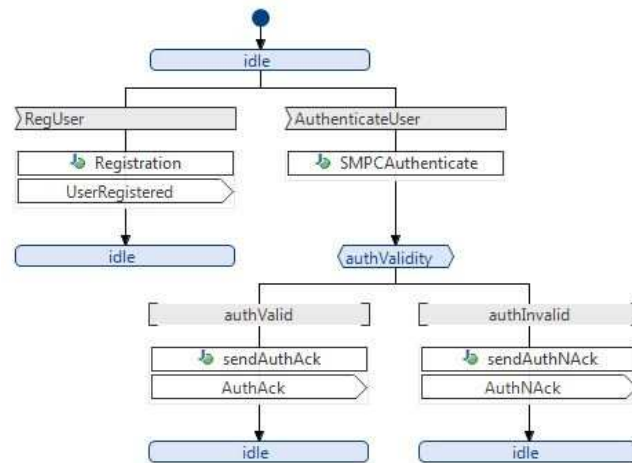 idle
RegUser
AuthenticateUser
Registration
SMPCAuthenticate
UserRegistered
idle
authValidity
authValid
authInvalid
sendAuthAck
sendAuthNAck
AuthAck
AuthNAck
idle
idle